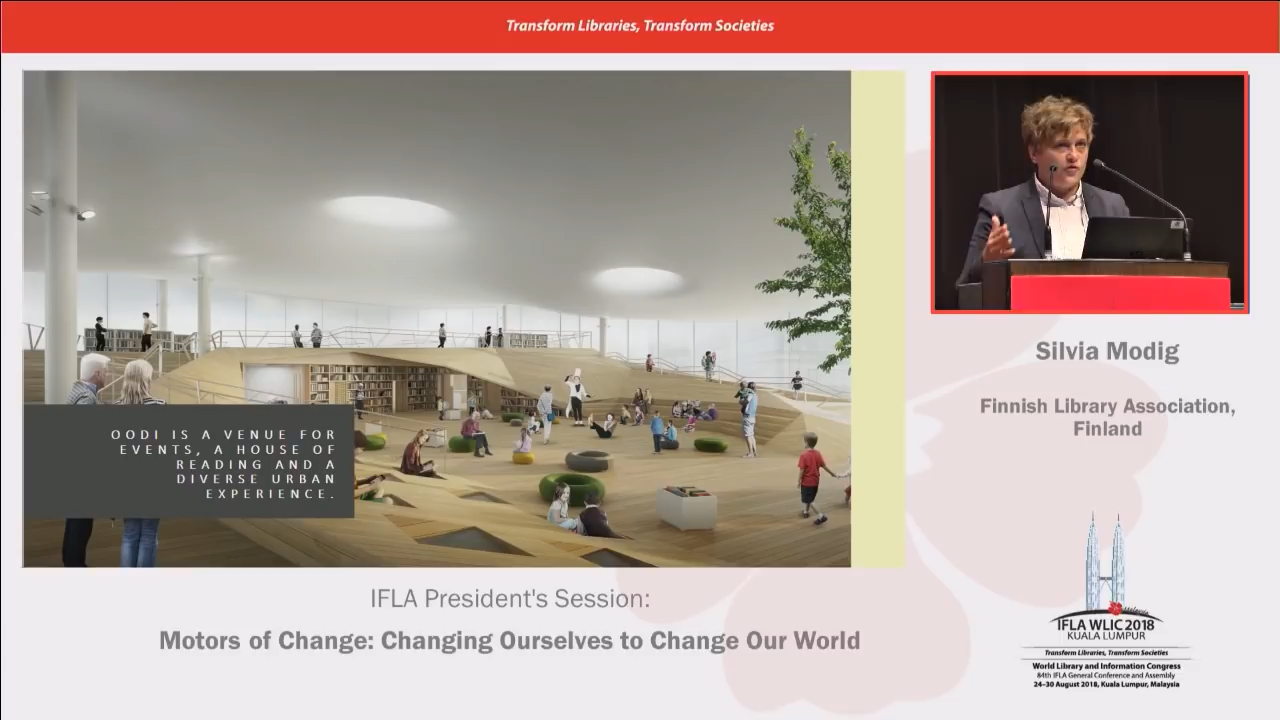 Transform Libraries, Transform Societies
OODI IS A VENUE FOR
EVENTS, A HOUSE OF
READING AND A
DIVERSE URBAN
EXPERIENCE.
IFLA President's Session:
Motors of Change: Changing Ourselves to Change Our World
Silvia Modig
Finnish Library Association,
Finland
IFLA WLIC 2018
KUALA LUMPUR
Transform Libraries, Transform Societies
World Library and Information Congress
84th IFLA General Conference and Assembly
24–30 August 2018, Kuala Lumpur, Malaysia